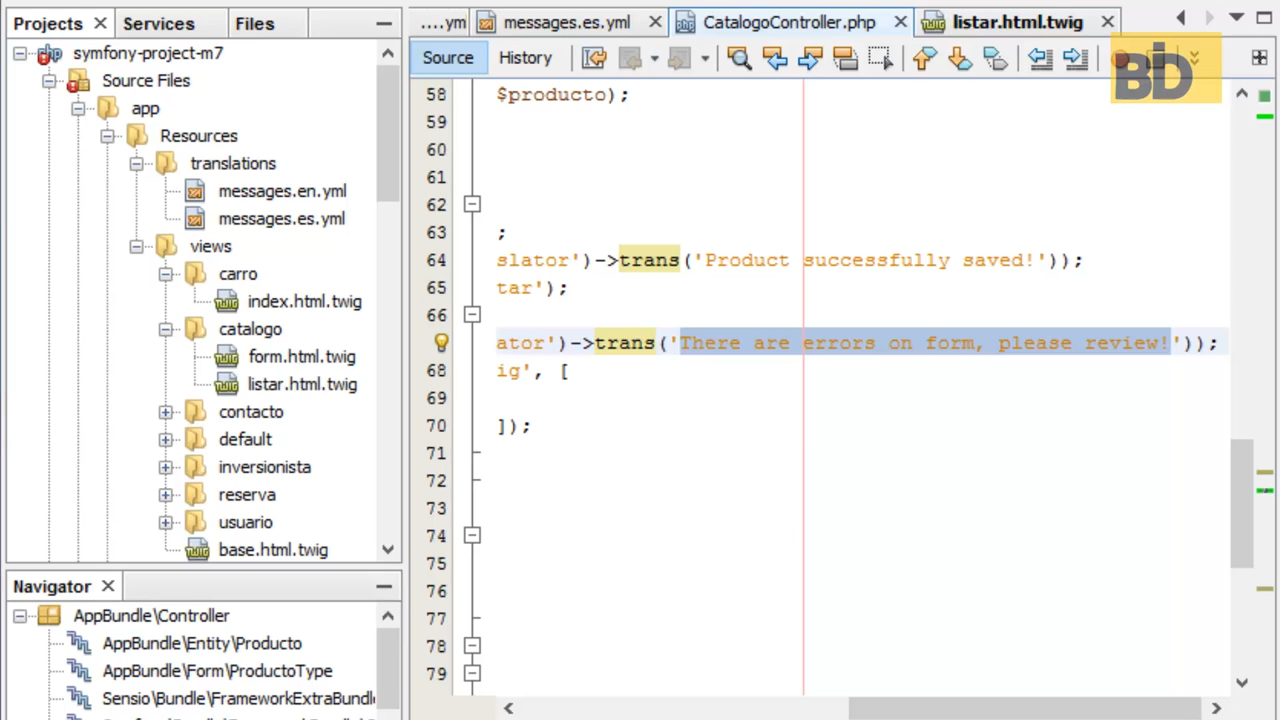 Projects
Services
Files
....ym
messages.es.yml
CatalogoController.php
listar.html.twig
Source
History
BD
symfony-project-m7
Source Files
app
Resources
translations
messages.en.yml
messages.es.yml
views
carro
index.html.twig
catalogo
form.html.twig
listar.html.twig
contacto
default
inversionista
reserva
usuario
base.html.twig
58 $producto);
59
60
61
62
63 ;
64 slator')->trans('Product successfully saved!'));
65 tar');
66
ator')->trans('There are errors on form, please review!'));
68 ig', [
69
70 ]);
71
72
73
74
75
76
77
78
79
Navigator
AppBundle\Controller
AppBundle\Entity\Producto
AppBundle\Form\ProductoType
Sensio\Bundle\FrameworkExtraBundl